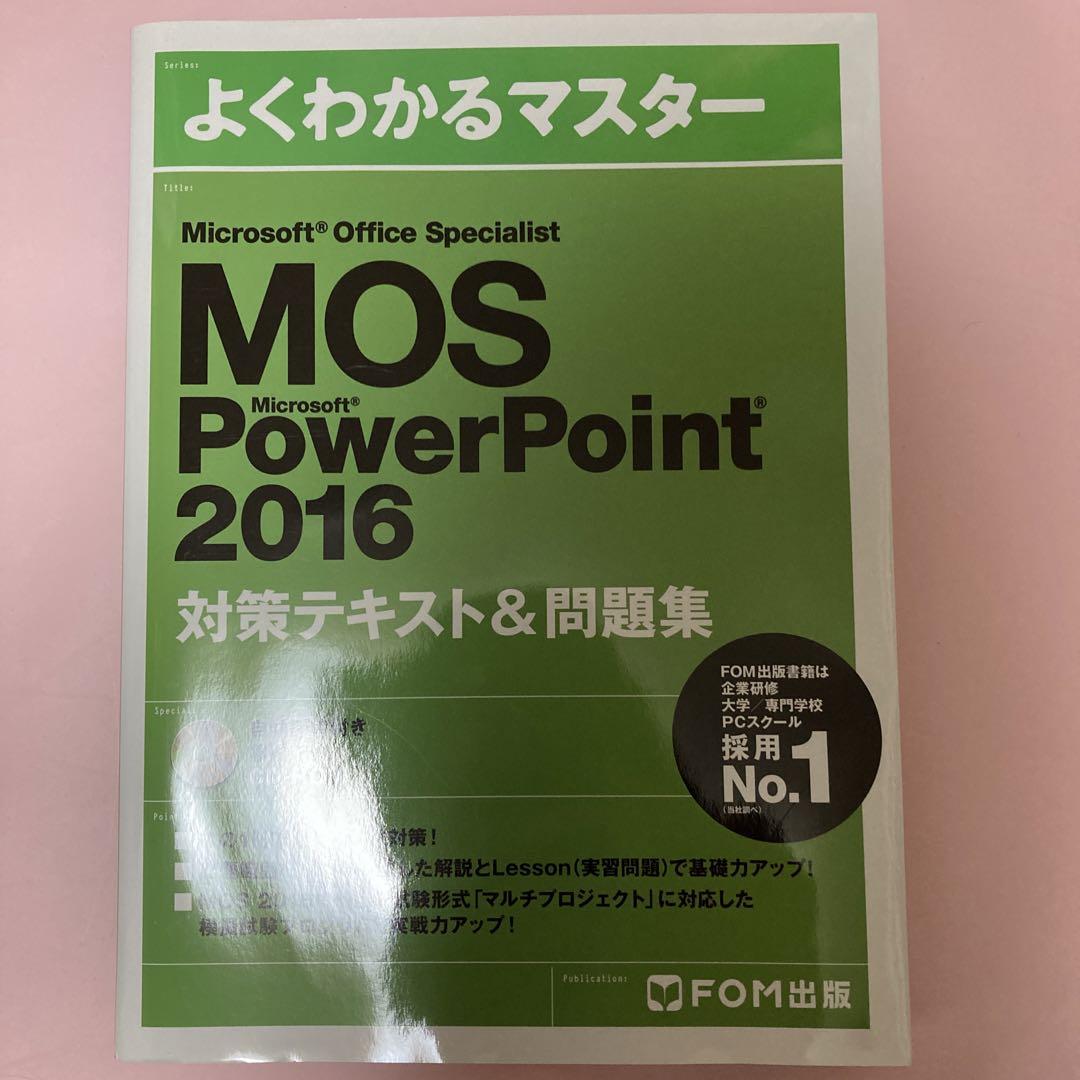 Series:
よくわかるマスター
Title:
Microsoft® Office Specialist
MOS
Microsoft®
PowerPoint®
2016
対策テキスト&問題集
FOM出版書籍は
企業研修
大学／専門学校
PCスクール
採用
No.1
(当社調べ)
対策!
した解説とLesson(実習問題)で基礎力アップ!
試験形式「マルチプロジェクト」に対応した
模擬試験 実戦力アップ!
Publication:
FOM出版